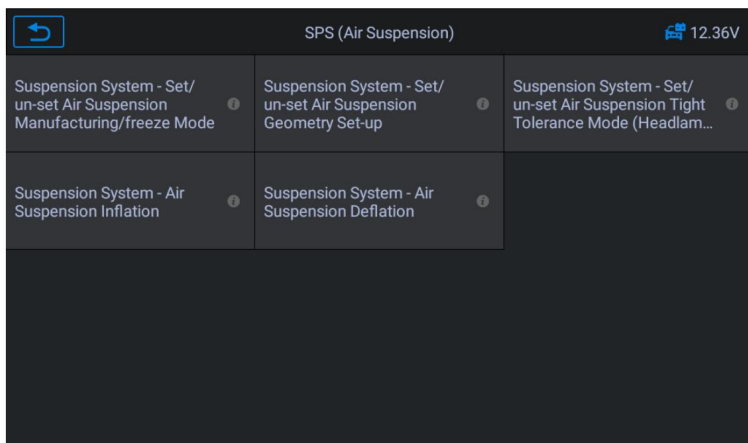 SPS (Air Suspension)
12.36V
Suspension System - Set/
un-set Air Suspension
Manufacturing/freeze Mode
Suspension System - Set/
un-set Air Suspension
Geometry Set-up
Suspension System - Set/
un-set Air Suspension Tight
Tolerance Mode (Headlam...
Suspension System - Air
Suspension Inflation
Suspension System - Air
Suspension Deflation